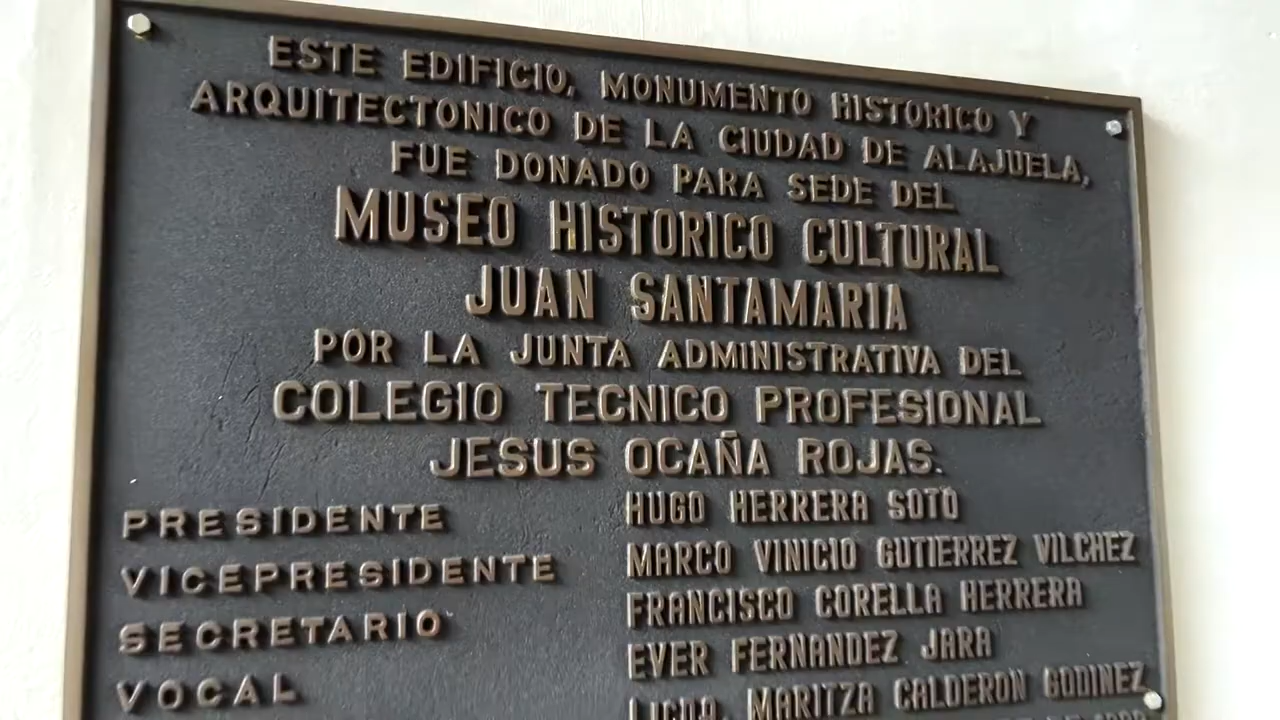 ESTE EDIFICIO, MONUMENTO HISTORICO Y
ARQUITECTONICO DE LA CIUDAD DE ALAJUELA,
FUE DONADO PARA SEDE DEL
MUSEO HISTORICO CULTURAL
JUAN SANTAMARIA
POR LA JUNTA ADMINISTRATIVA DEL
COLEGIO TECNICO PROFESIONAL
JESUS OCAÑA ROJAS.
PRESIDENTE HUGO HERRERA SOTO
VICEPRESIDENTE MARCO VINICIO GUTIERREZ VILCHEZ
SECRETARIO FRANCISCO CORELLA HERRERA
VOCAL EVER FERNANDEZ JARA
LICDA. MARITZA CALDERON GODINEZ